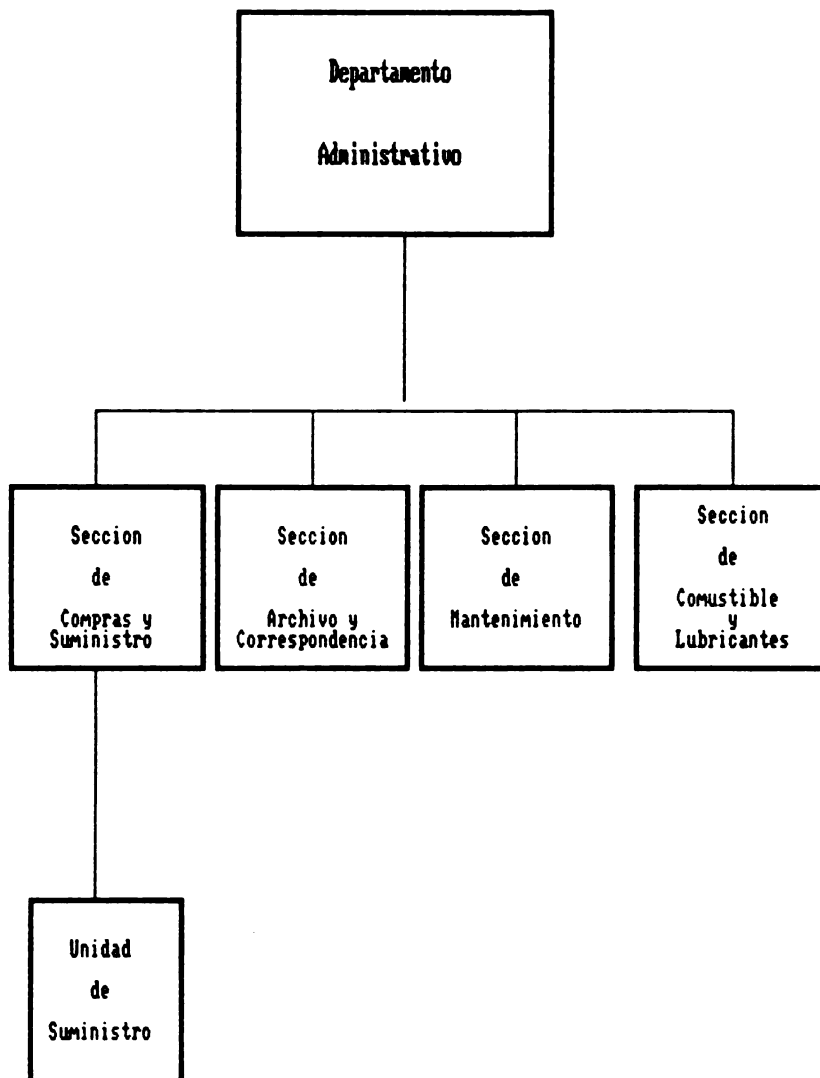 Departamento
Administrativo
Seccion
de
Compras y
Suministro
Seccion
de
Archivo y
Correspondencia
Seccion
de
Mantenimiento
Seccion
de
Comustible
y
Lubricantes
Unidad
de
Suministro